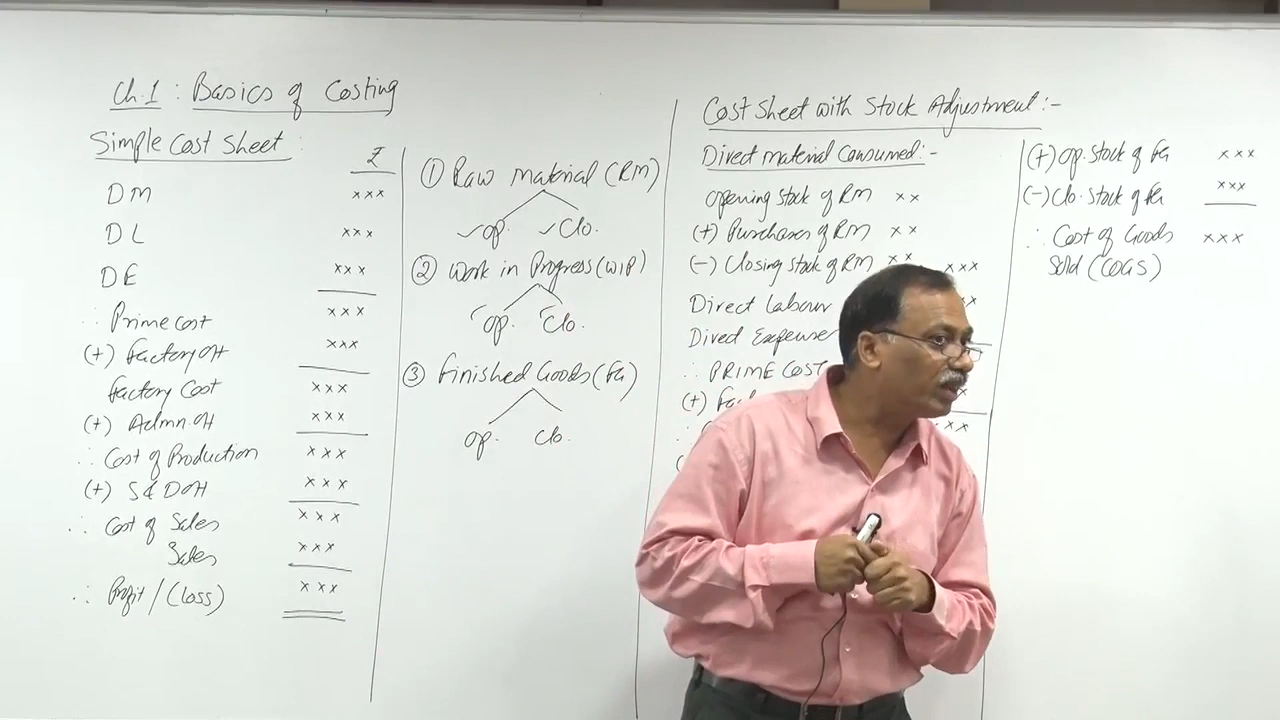 Ch.1 : Basics of Costing
Simple Cost Sheet :
₹
DM xxx
DL xxx
DE xxx
∴ Prime Cost xxx
(+) Factory OH xxx
Factory Cost xxx
(+) Admn. OH xxx
∴ Cost of Production xxx
(+) S & D OH xxx
∴ Cost of Sales xxx
Sales xxx
∴ Profit / (Loss) xxx
① Raw Material (RM)
✓ op. ✓ Clo.
② Work in Progress (WIP)
op. Clo.
③ Finished Goods (FG)
op. Clo.
Cost Sheet with Stock Adjustment :-
Direct Material Consumed :-
Opening Stock of RM xx
(+) Purchases of RM xx
(-) Closing Stock of RM xx xxx
Direct Labour
Direct Expense
∴ PRIME COST
(+)
xx
(+) Op. Stock of FG xxx
(-) Clo. Stock of FG xxx
∴ Cost of Goods xxx
Sold (COGS)